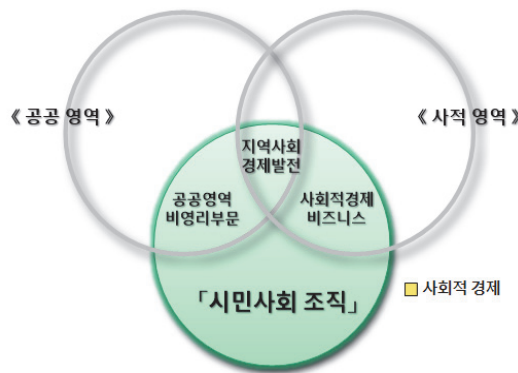 《 공공 영역 》
《 사적 영역 》
지역사회
경제발전
공공영역
비영리부문
사회적경제
비즈니스
「시민사회 조직」
사회적 경제